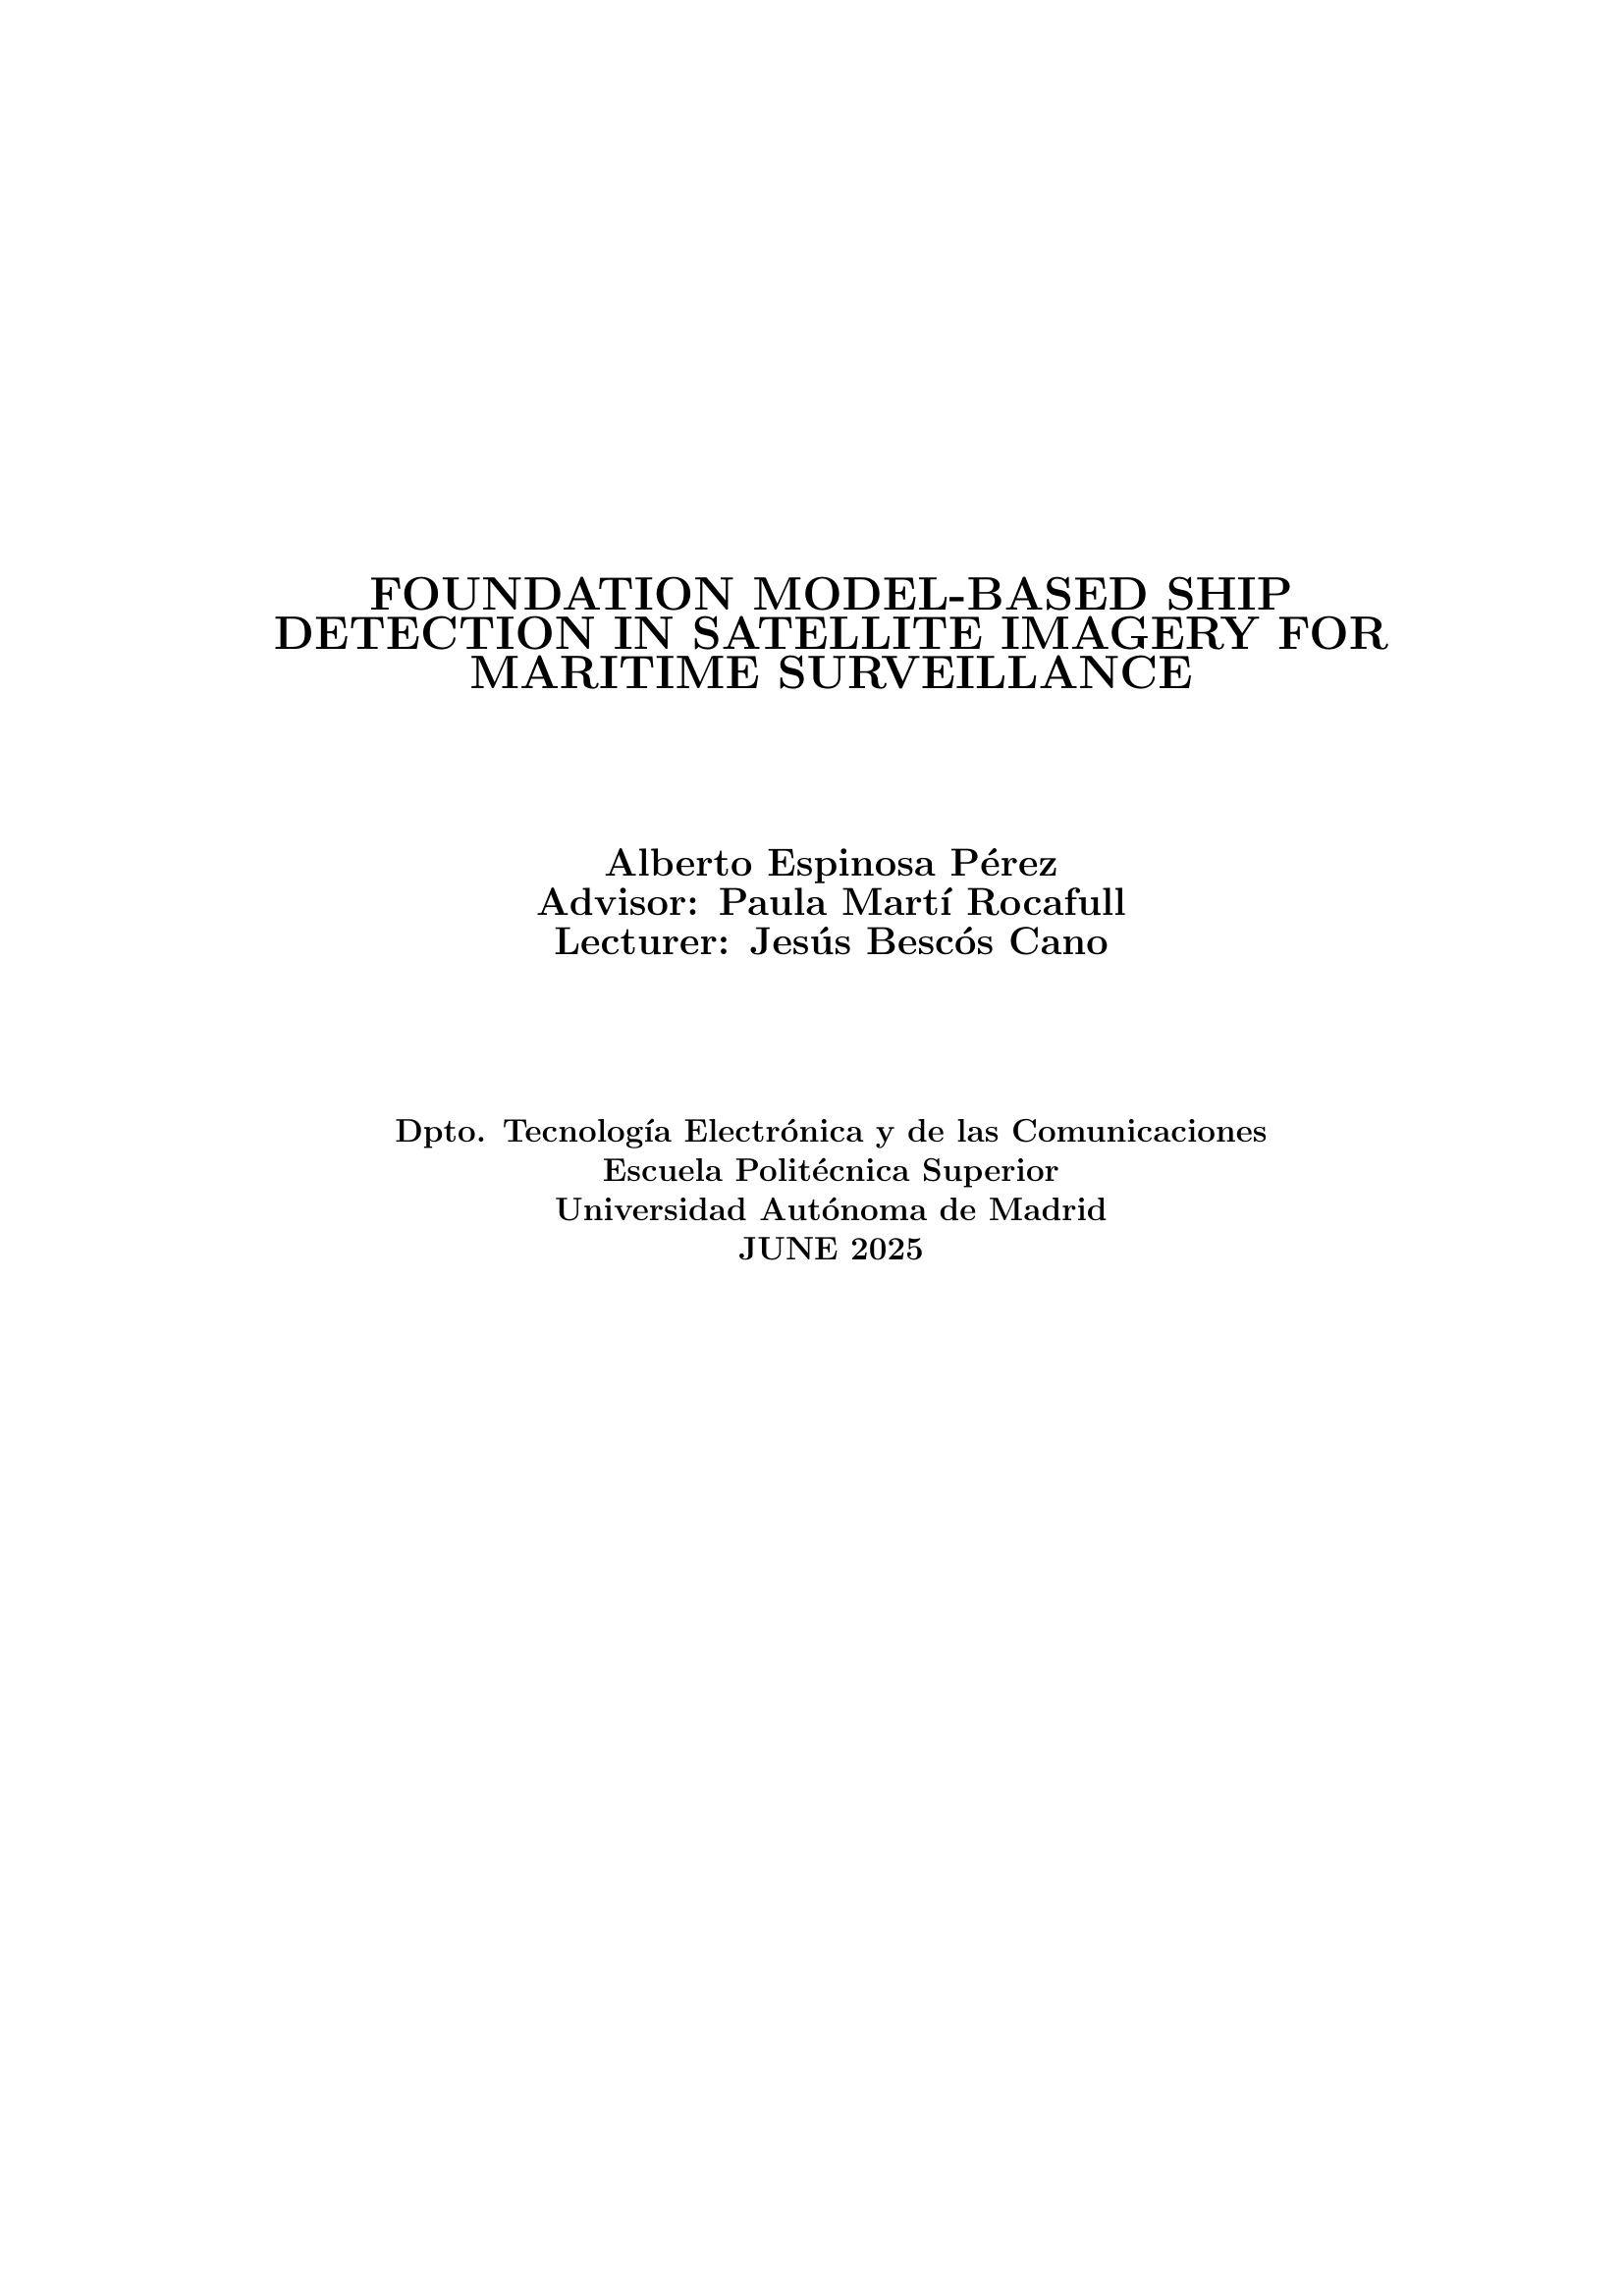 FOUNDATION MODEL-BASED SHIP
DETECTION IN SATELLITE IMAGERY FOR
MARITIME SURVEILLANCE
Alberto Espinosa Pérez
Advisor: Paula Martí Rocafull
Lecturer: Jesús Bescós Cano
Dpto. Tecnología Electrónica y de las Comunicaciones
Escuela Politécnica Superior
Universidad Autónoma de Madrid
JUNE 2025